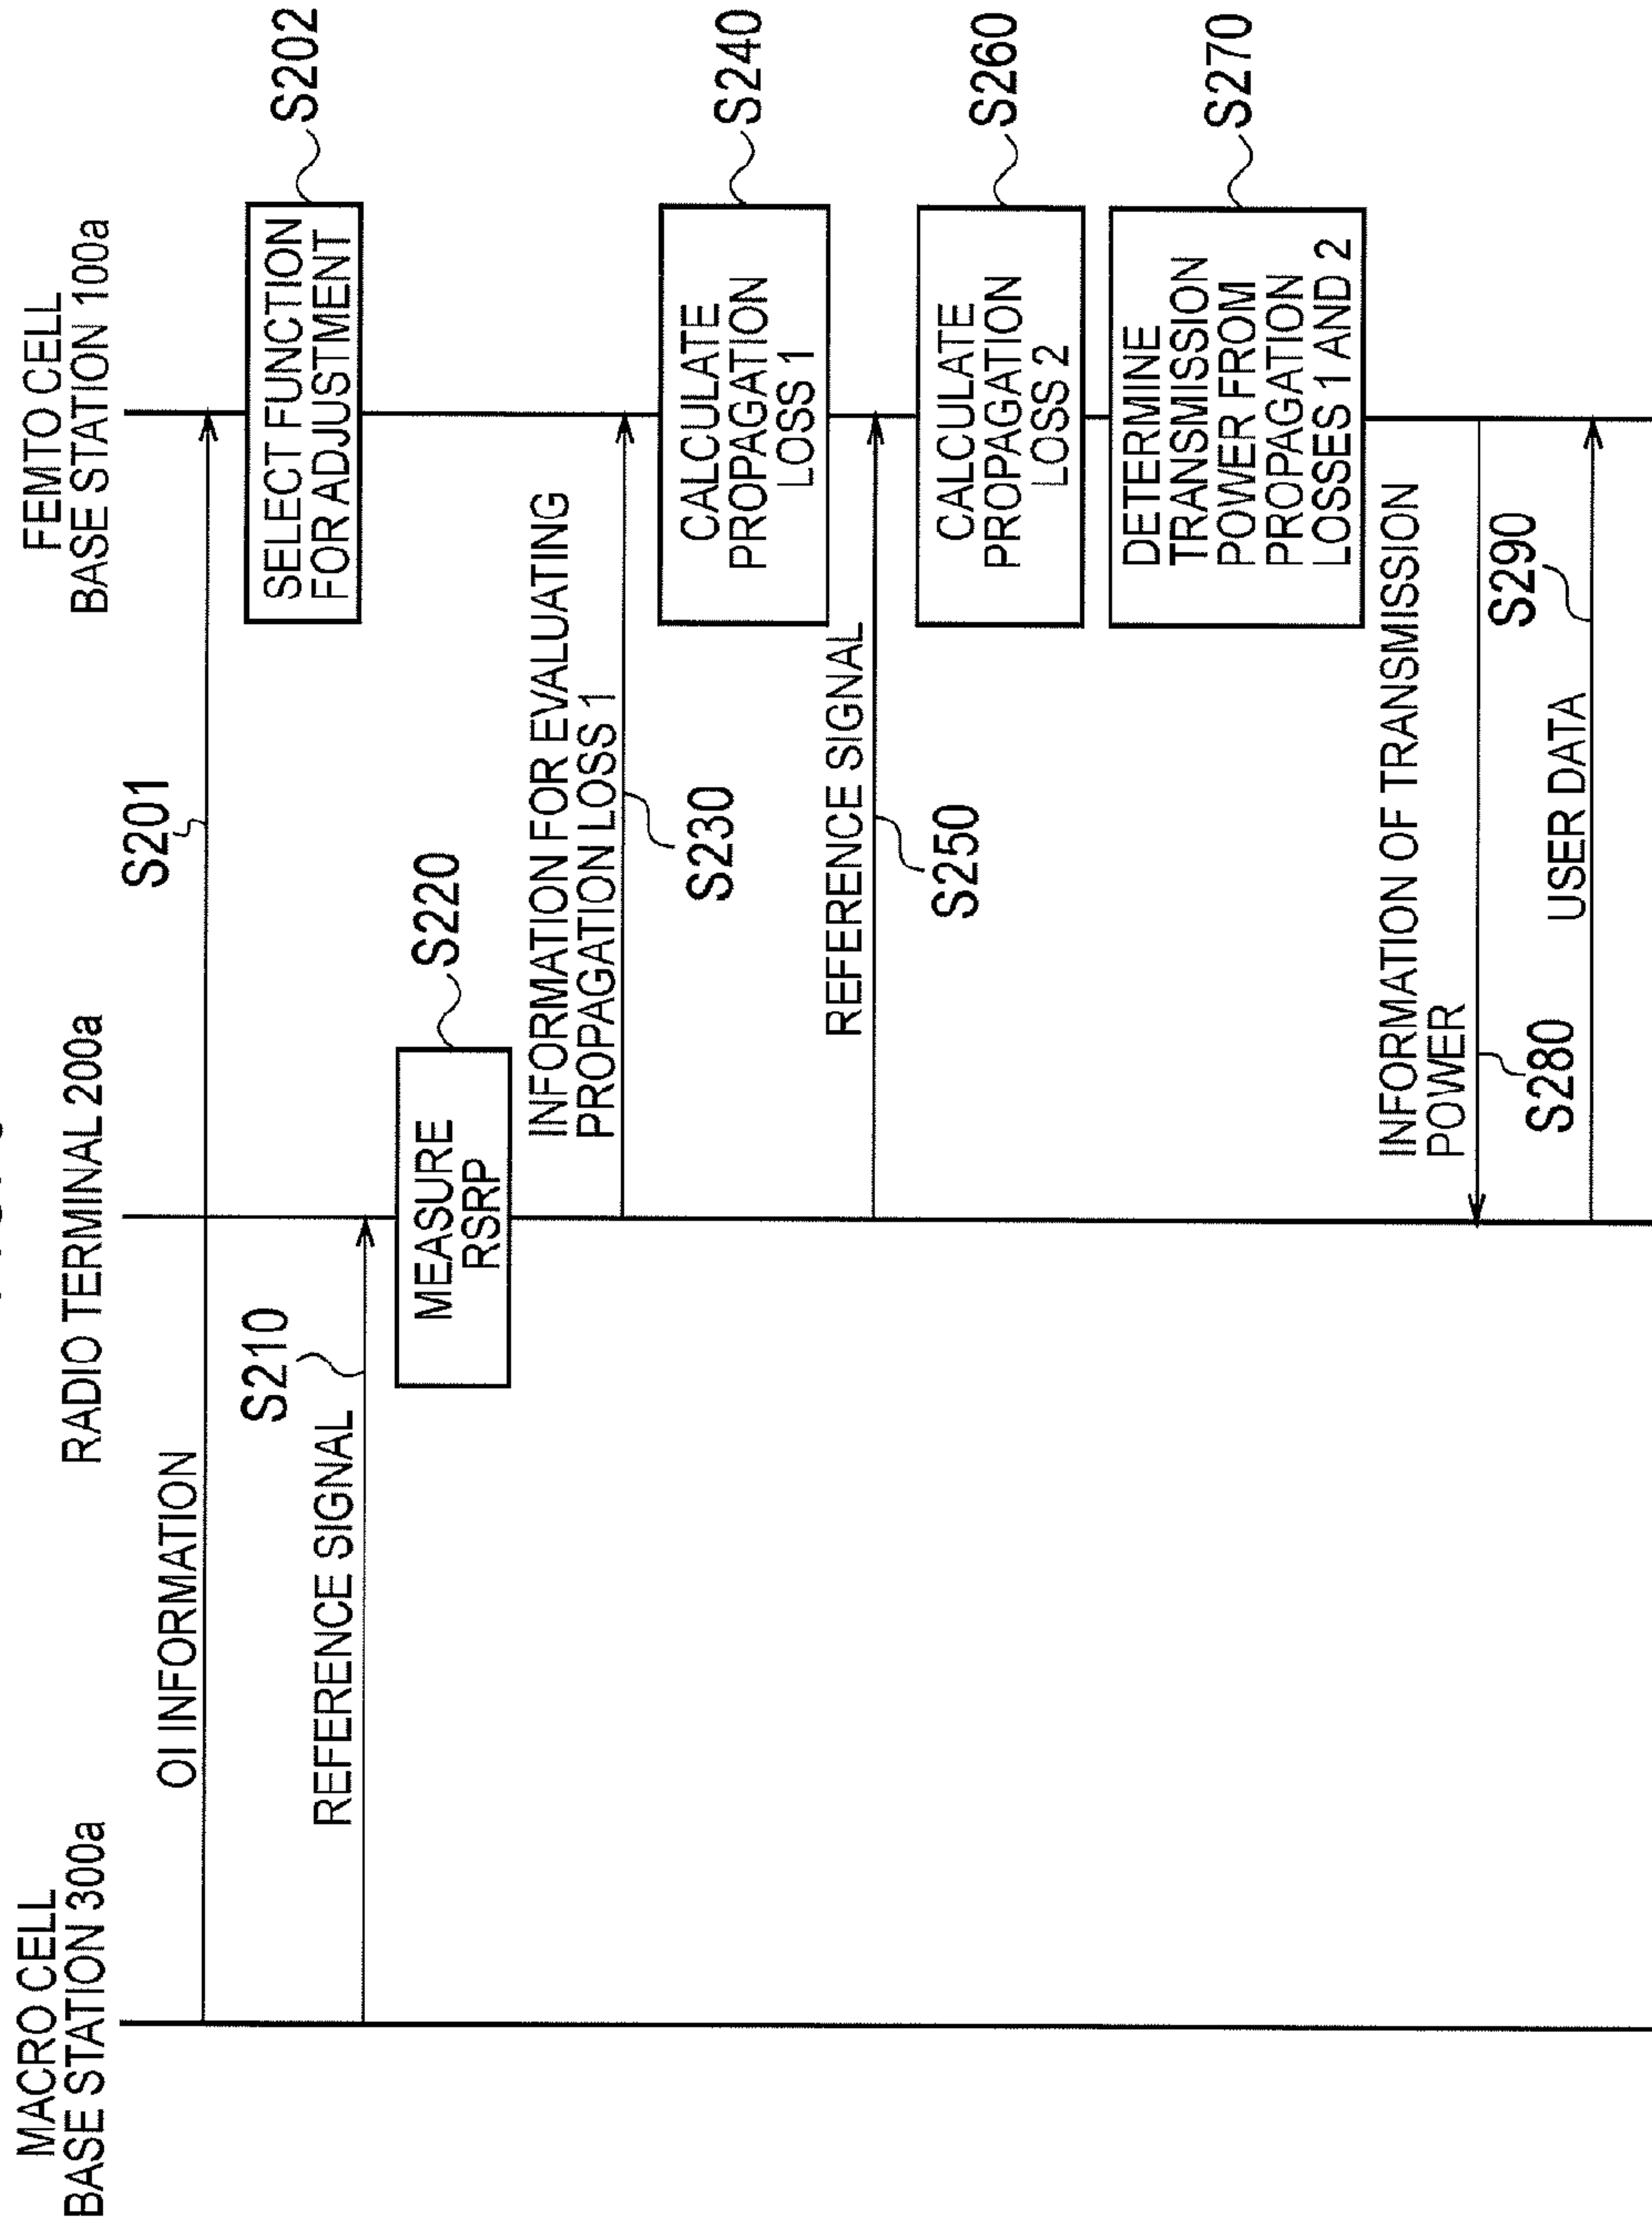 MACRO CELL
BASE STATION 300a
RADIO TERMINAL 200a
FEMTO CELL
BASE STATION 100a
OI INFORMATION
S201
SELECT FUNCTION
FOR ADJUSTMENT
S202
REFERENCE SIGNAL
S210
MEASURE
RSRP
S220
INFORMATION FOR EVALUATING
PROPAGATION LOSS 1
S230
CALCULATE
PROPAGATION
LOSS 1
S240
REFERENCE SIGNAL
S250
CALCULATE
PROPAGATION
LOSS 2
S260
DETERMINE
TRANSMISSION
POWER FROM
PROPAGATION
LOSSES 1 AND 2
S270
INFORMATION OF TRANSMISSION
POWER
S280
USER DATA
S290